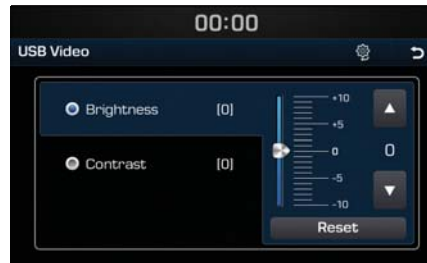 00:00
USB Video
Brightness [0]
Contrast [0]
+10
+5
0
-5
-10
0
Reset